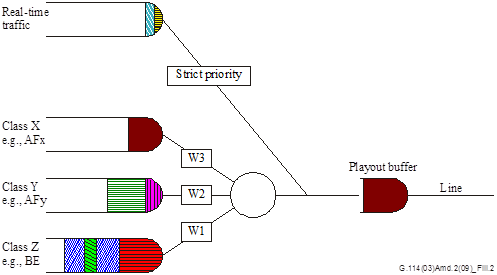 Real-time
traffic
Strict priority
Class X
e.g., AFx
W3
Playout buffer
Class Y
e.g., AFy
W2
Line
W1
Class Z
e.g., BE
G.114(03)Amd.2(09)_FIII.2